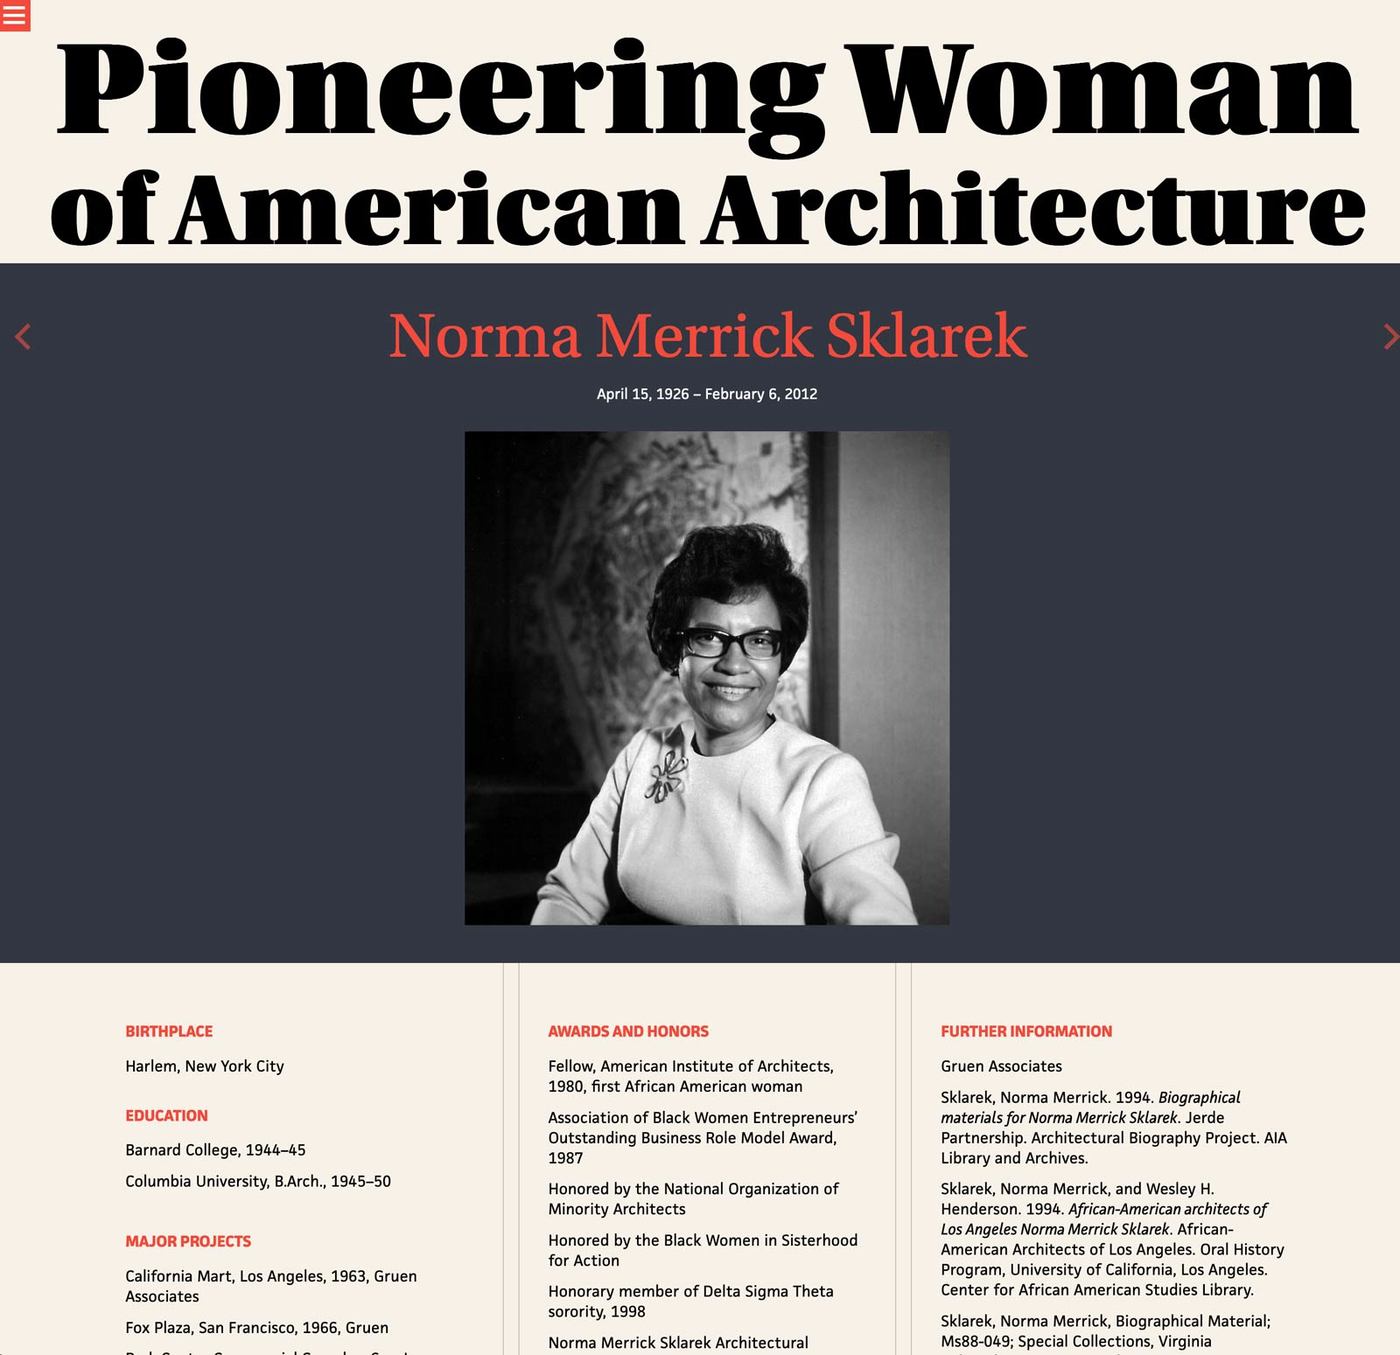 Pioneering Woman
of American Architecture
Norma Merrick Sklarek
April 15, 1926 – February 6, 2012
BIRTHPLACE
Harlem, New York City
EDUCATION
Barnard College, 1944–45
Columbia University, B.Arch., 1945–50
MAJOR PROJECTS
California Mart, Los Angeles, 1963, Gruen
Associates
Fox Plaza, San Francisco, 1966, Gruen
AWARDS AND HONORS
Fellow, American Institute of Architects,
1980, first African American woman
Association of Black Women Entrepreneurs’
Outstanding Business Role Model Award,
1987
Honored by the National Organization of
Minority Architects
Honored by the Black Women in Sisterhood
for Action
Honorary member of Delta Sigma Theta
sorority, 1998
Norma Merrick Sklarek Architectural
FURTHER INFORMATION
Gruen Associates
Sklarek, Norma Merrick. 1994. Biographical
materials for Norma Merrick Sklarek. Jerde
Partnership. Architectural Biography Project. AIA
Library and Archives.
Sklarek, Norma Merrick, and Wesley H.
Henderson. 1994. African-American architects of
Los Angeles Norma Merrick Sklarek. African-
American Architects of Los Angeles. Oral History
Program, University of California, Los Angeles.
Center for African American Studies Library.
Sklarek, Norma Merrick, Biographical Material;
Ms88-049; Special Collections, Virginia